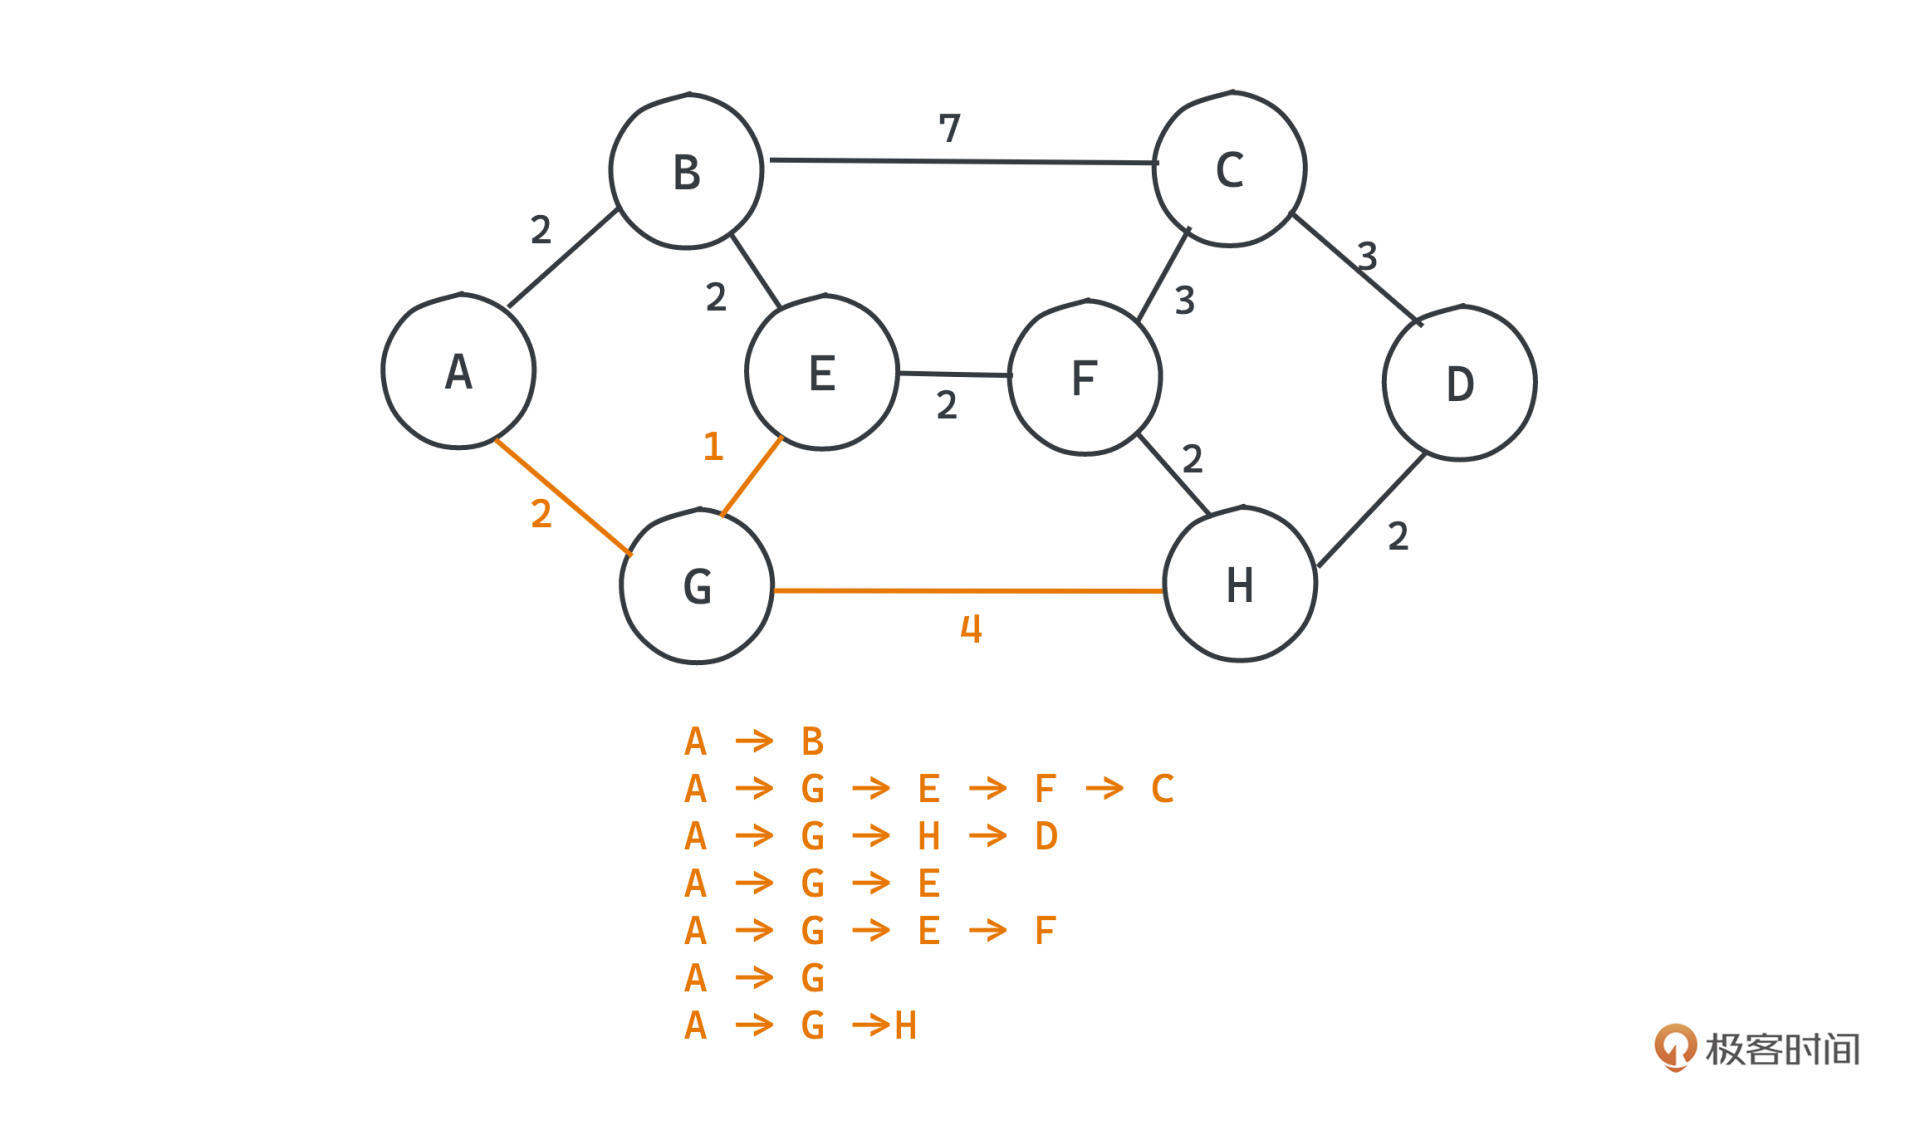 7
B
C
2
3
2
3
A
E
F
D
2
1
2
2
2
G
H
4
A → B
A → G → E → F → C
A → G → H → D
A → G → E
A → G → E → F
A → G
A → G →H
极客时间